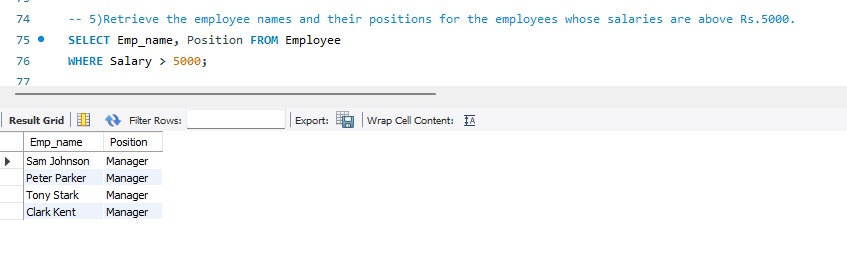 74 -- 5)Retrieve the employee names and their positions for the employees whose salaries are above Rs.5000.
75 SELECT Emp_name, Position FROM Employee
76 WHERE Salary > 5000;
77
Result Grid Filter Rows: Export: Wrap Cell Content: IA
Emp_name Position
Sam Johnson Manager
Peter Parker Manager
Tony Stark Manager
Clark Kent Manager